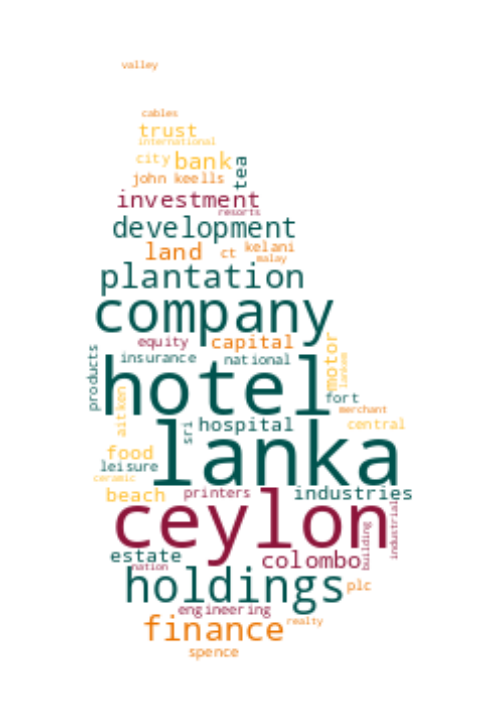 valley
cables
trust
international
city bank
tea
john keells
investment
resorts
development
land ct kelani
malay
plantation
company
equity capital
motor
insurance national
lankem
products
hotel
aitken
fort
merchant
sri hospital central
lanka
food
leisure
ceramic
beach printers industries
ceylon
industrial
building
estate colombo
nation
holdings plc
engineering
finance realty
spence